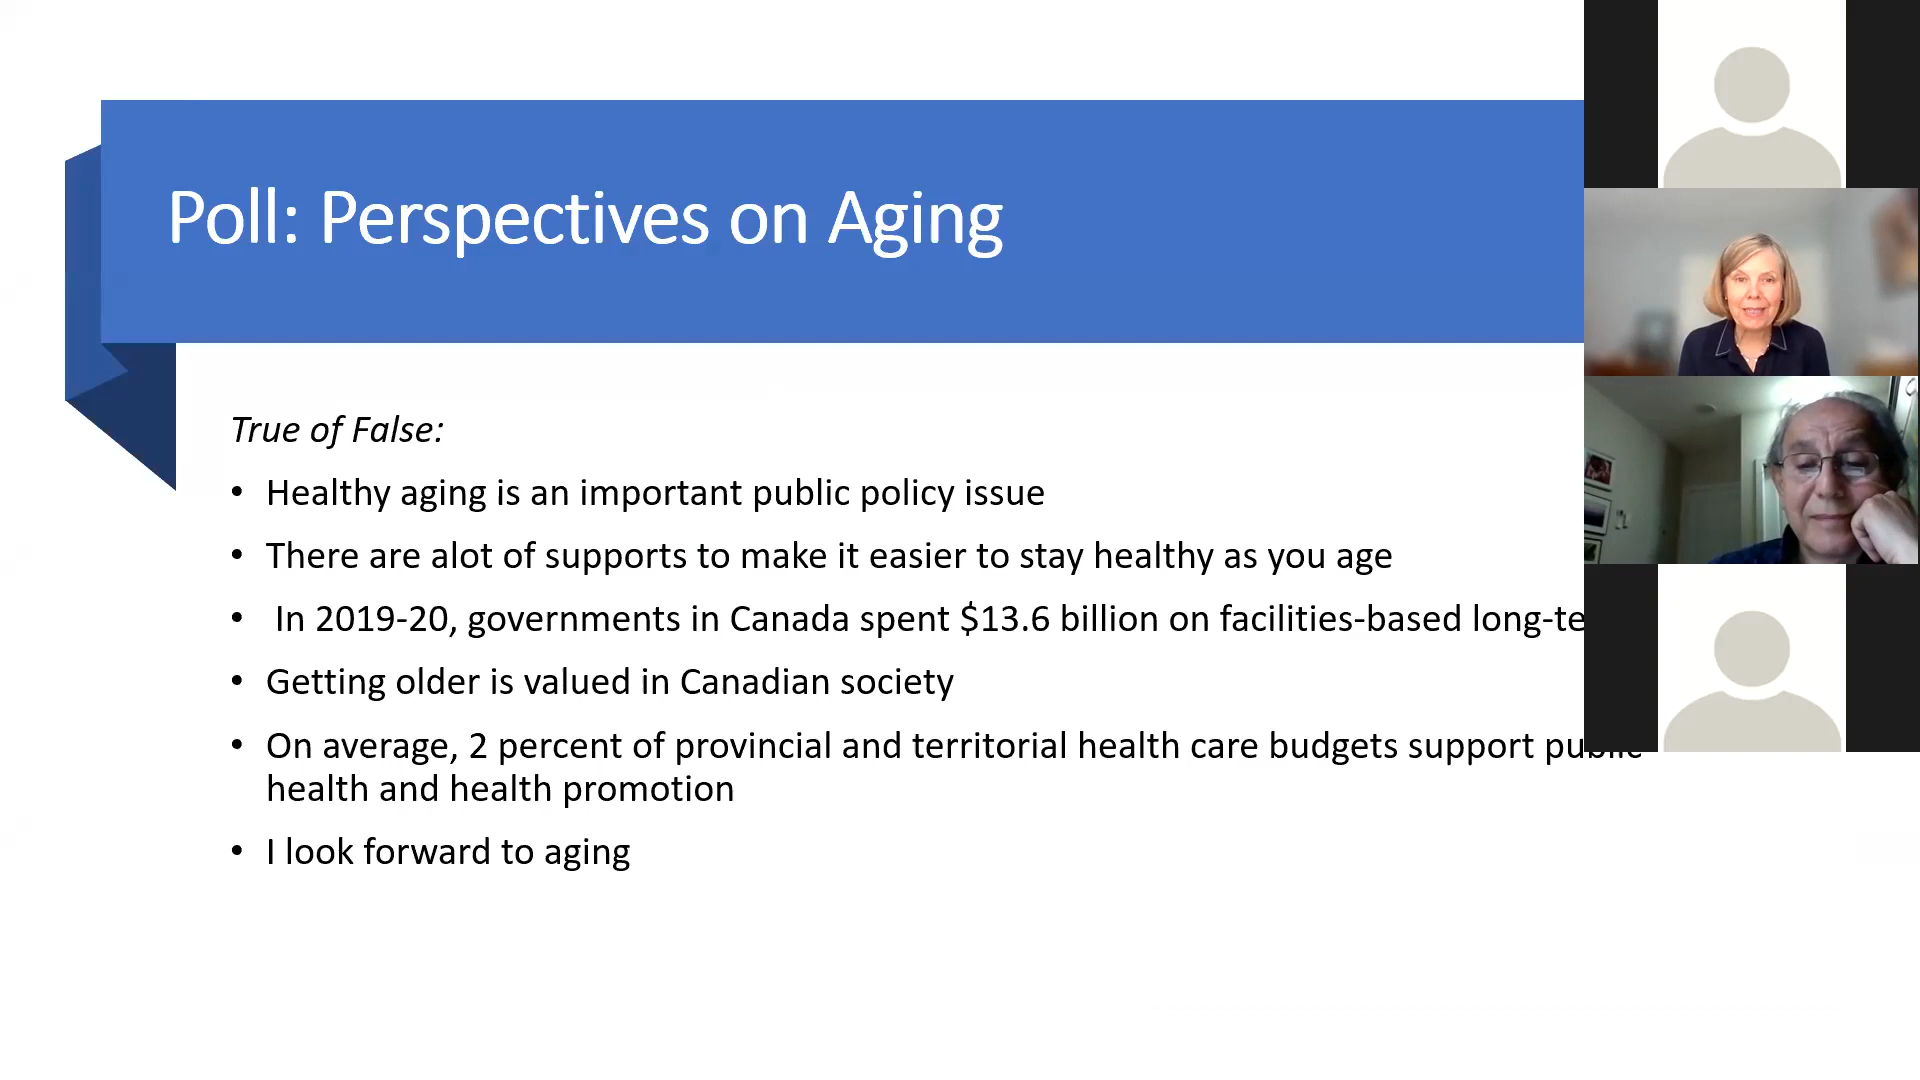 Poll: Perspectives on Aging
True of False:
• Healthy aging is an important public policy issue
• There are alot of supports to make it easier to stay healthy as you age
• In 2019-20, governments in Canada spent $13.6 billion on facilities-based
• Getting older is valued in Canadian society
• On average, 2 percent of provincial and territorial health care budgets support public
health and health promotion
• I look forward to aging